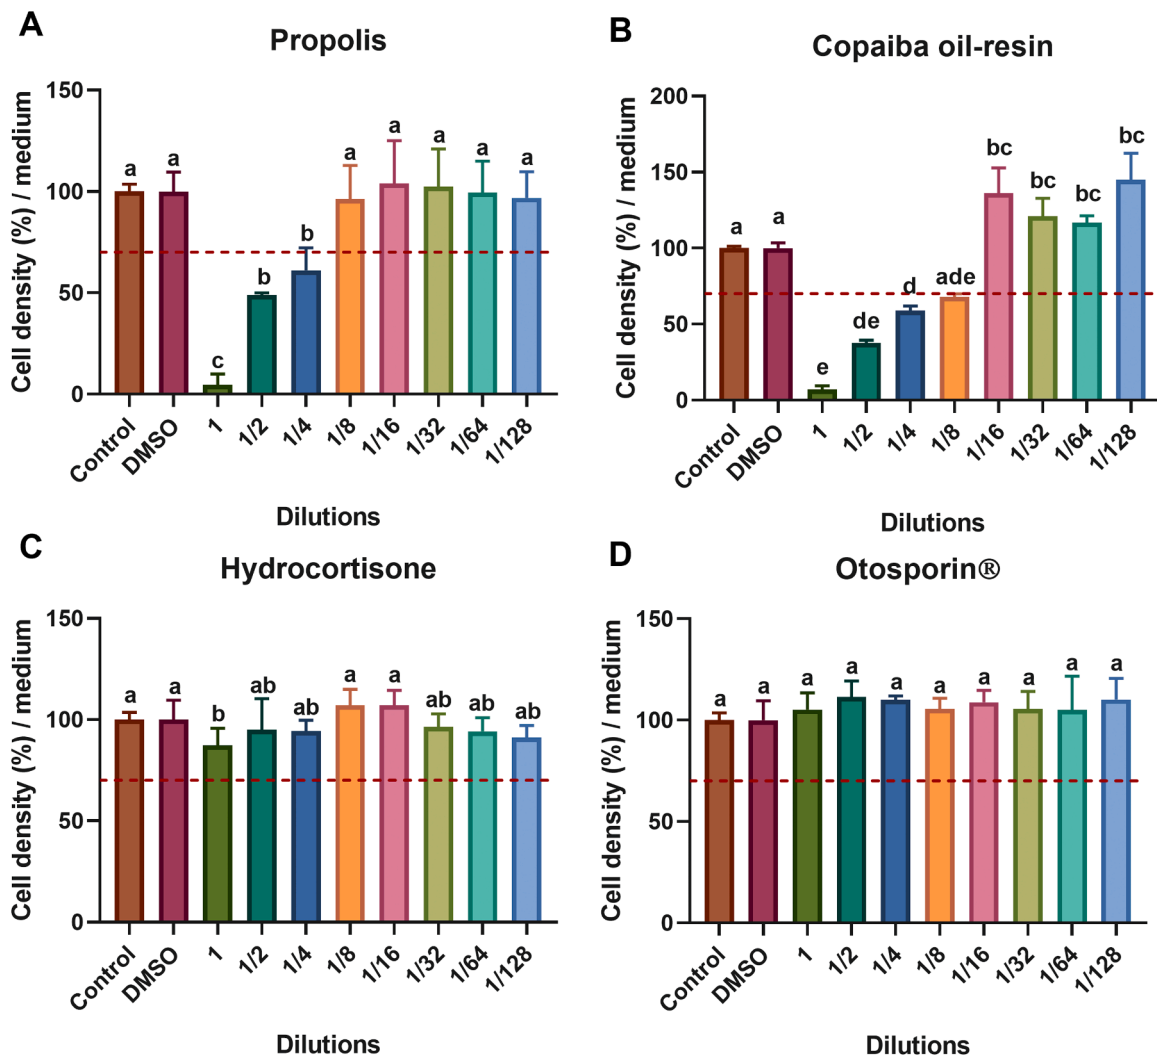 A
Propolis
Cell density (%) / medium
150
100
50
0
a
a
c
b
b
a
a
a
a
a
Control
DMSO
1
1/2
1/4
1/8
1/16
1/32
1/64
1/128
Dilutions
B
Copaiba oil-resin
Cell density (%) / medium
200
150
100
50
0
a
a
e
de
d
ade
bc
bc
bc
bc
Control
DMSO
1
1/2
1/4
1/8
1/16
1/32
1/64
1/128
Dilutions
C
Hydrocortisone
Cell density (%) / medium
150
100
50
0
a
a
b
ab
ab
a
a
ab
ab
ab
Control
DMSO
1
1/2
1/4
1/8
1/16
1/32
1/64
1/128
Dilutions
D
Otosporin®
Cell density (%) / medium
150
100
50
0
a
a
a
a
a
a
a
a
a
a
Control
DMSO
1
1/2
1/4
1/8
1/16
1/32
1/64
1/128
Dilutions